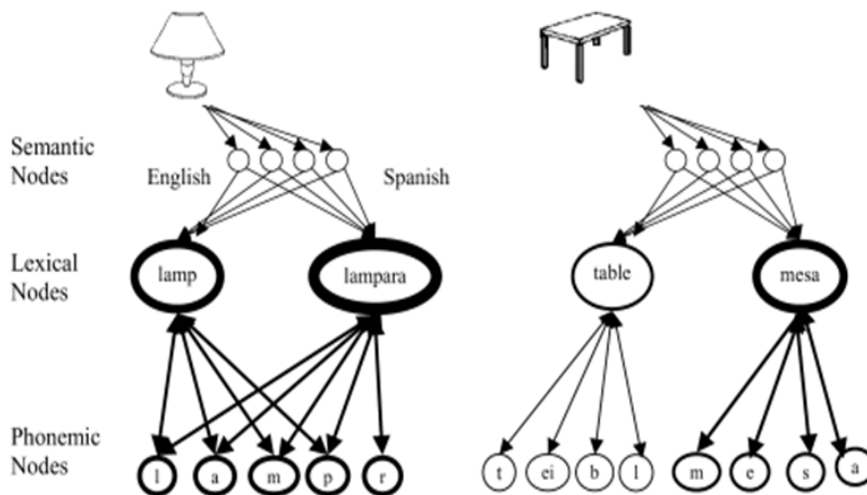 Semantic
Nodes
English Spanish
Lexical
Nodes
lamp lampara table mesa
Phonemic
Nodes
l a m p r t ei b l m e s a